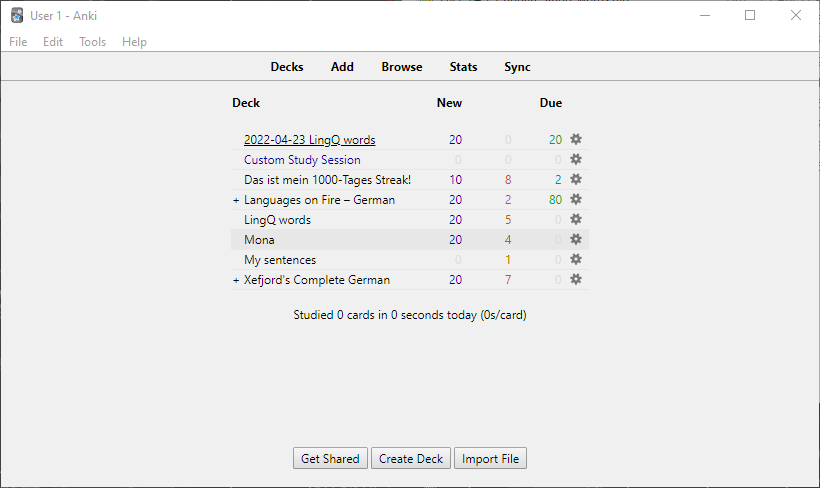 User 1 - Anki
File Edit Tools Help
Decks Add Browse Stats Sync
Deck New Due
2022-04-23 LingQ words 20 0 20
Custom Study Session 0 0 0
Das ist mein 1000-Tages Streak! 10 8 2
+ Languages on Fire – German 20 2 80
LingQ words 20 5 0
Mona 20 4 0
My sentences 0 1 0
+ Xefjord's Complete German 20 7 0
Studied 0 cards in 0 seconds today (0s/card)
Get Shared Create Deck Import File